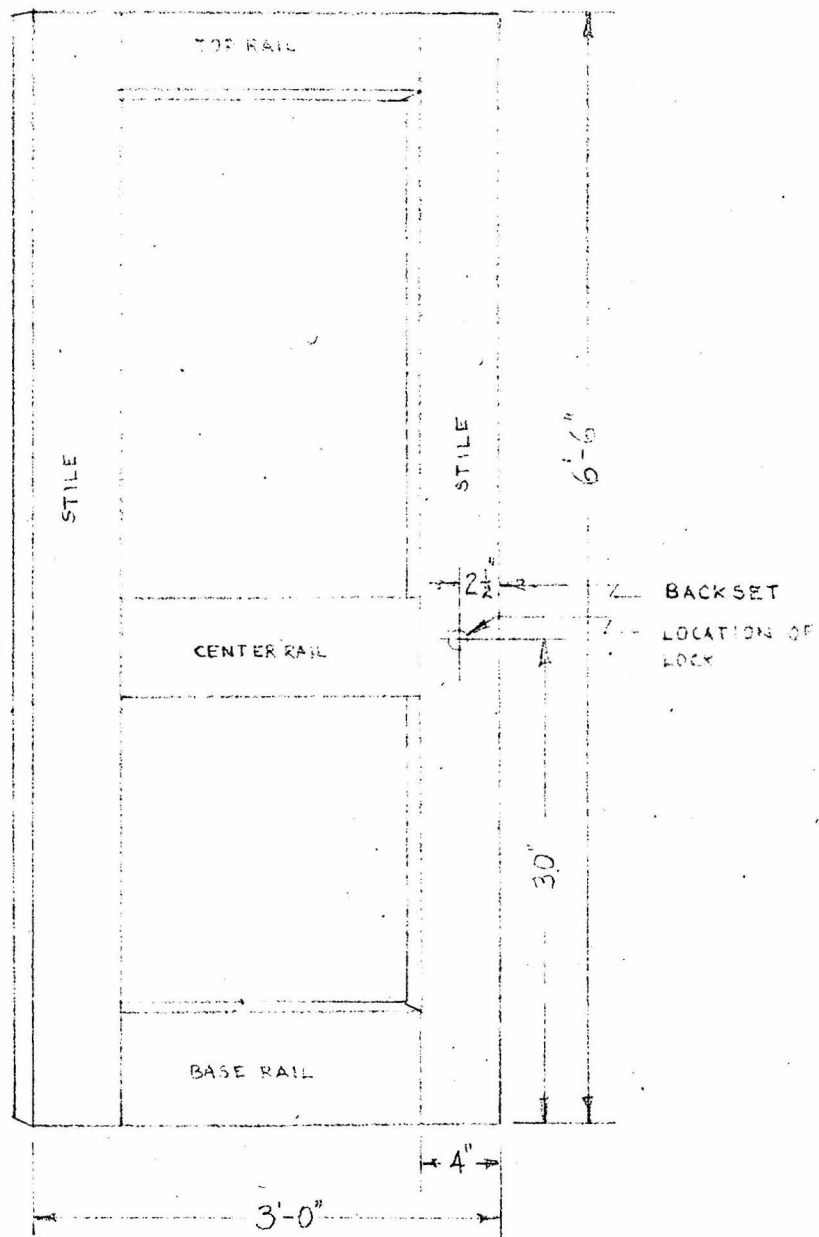 TOP RAIL
STILE
STILE
6'-6"
2½"
BACKSET
LOCATION OF
LOCK
CENTER RAIL
30"
BASE RAIL
4"
3'-0"